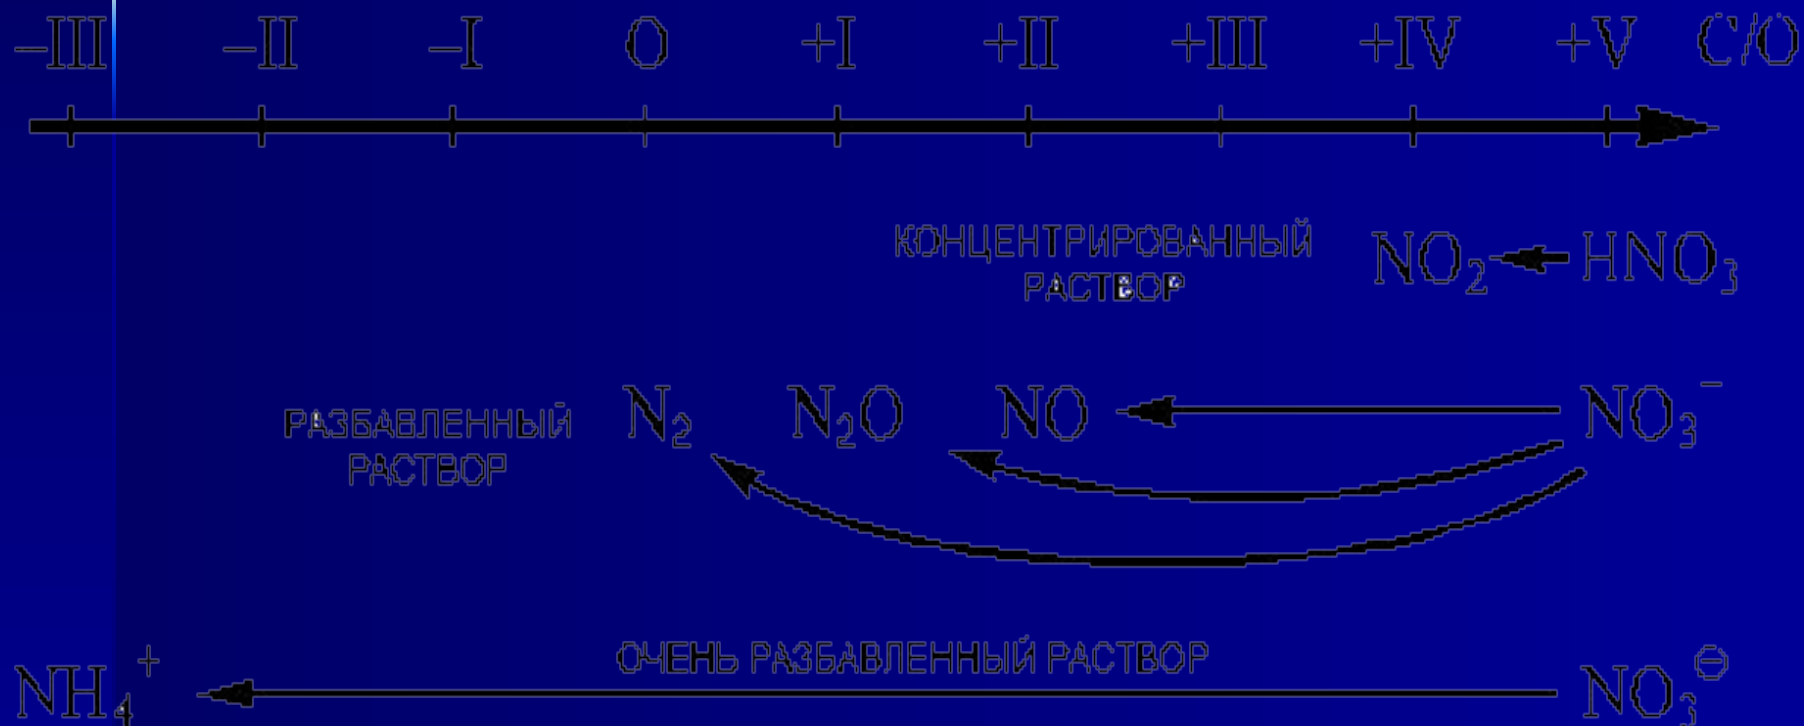 –III –II –I O +I +II +III +IV +V C/O
КОНЦЕНТРИРОВАННЫЙ
РАСТВОР
NO₂ HNO₃
РАЗБАВЛЕННЫЙ
РАСТВОР
N₂ N₂O NO NO₃⁻
ОЧЕНЬ РАЗБАВЛЕННЫЙ РАСТВОР
NH₄⁺ NO₃⊖